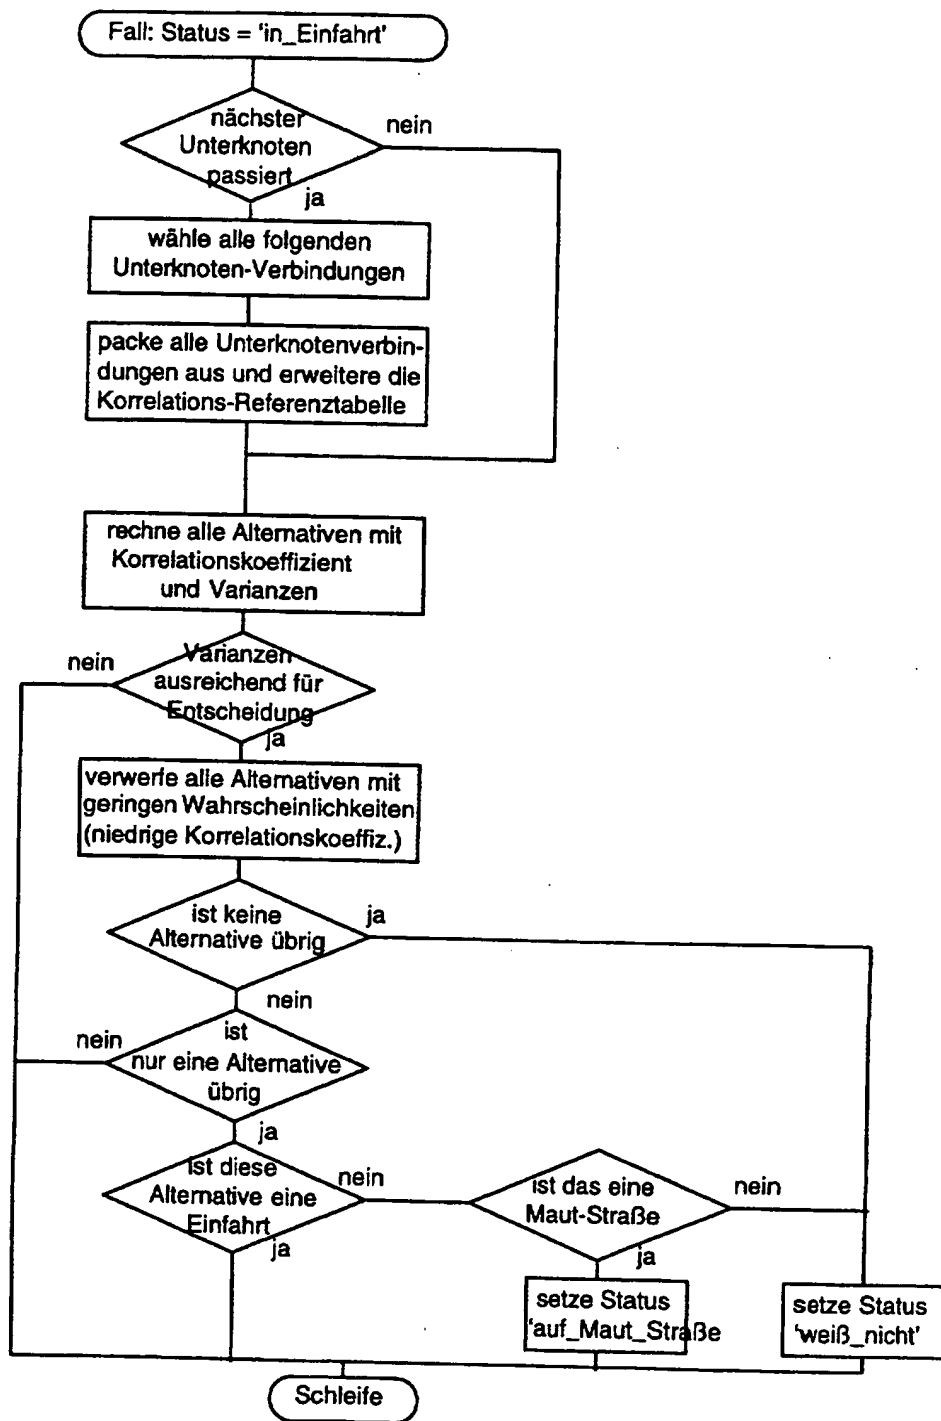 Fall: Status = ‘in_Einfahrt’
nächster
Unterknoten
passiert
nein
ja
wähle alle folgenden
Unterknoten-Verbindungen
packe alle Unterknotenverbin-
dungen aus und erweitere die
Korrelations-Referenztabelle
rechne alle Alternativen mit
Korrelationskoeffizient
und Varianzen
nein
Varianzen
ausreichend für
Entscheidung
ja
verwerfe alle Alternativen mit
geringen Wahrscheinlichkeiten
(niedrige Korrelationskoeffiz.)
ist keine
Alternative übrig
ja
nein
nein
ist
nur eine Alternative
übrig
ja
ist diese
Alternative eine
Einfahrt
nein
ja
ist das eine
Maut-Straße
nein
ja
setze Status
‘auf_Maut_Straße
setze Status
‘weiß_nicht’
Schleife